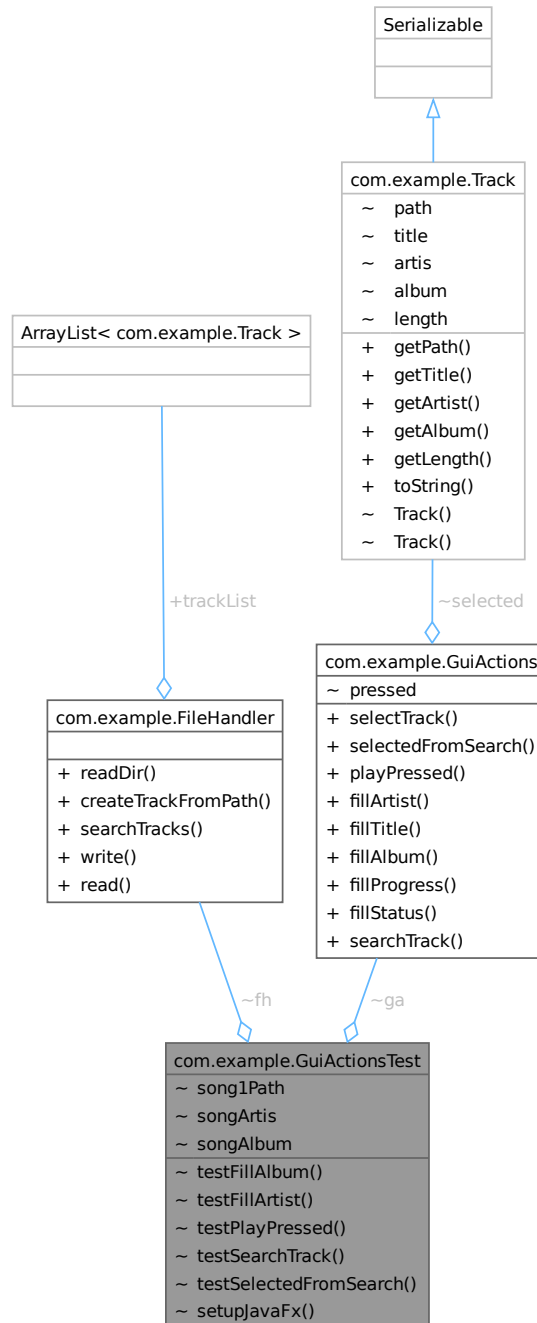 Serializable
com.example.Track
~ path
~ title
~ artis
~ album
~ length
+ getPath()
+ getTitle()
+ getArtist()
+ getAlbum()
+ getLength()
+ toString()
~ Track()
~ Track()
ArrayList< com.example.Track >
+trackList
~selected
com.example.FileHandler
+ readDir()
+ createTrackFromPath()
+ searchTracks()
+ write()
+ read()
com.example.GuiActions
~ pressed
+ selectTrack()
+ selectedFromSearch()
+ playPressed()
+ fillArtist()
+ fillTitle()
+ fillAlbum()
+ fillProgress()
+ fillStatus()
+ searchTrack()
~fh
~ga
com.example.GuiActionsTest
~ song1Path
~ songArtis
~ songAlbum
~ testFillAlbum()
~ testFillArtist()
~ testPlayPressed()
~ testSearchTrack()
~ testSelectedFromSearch()
~ setupJavaFx()